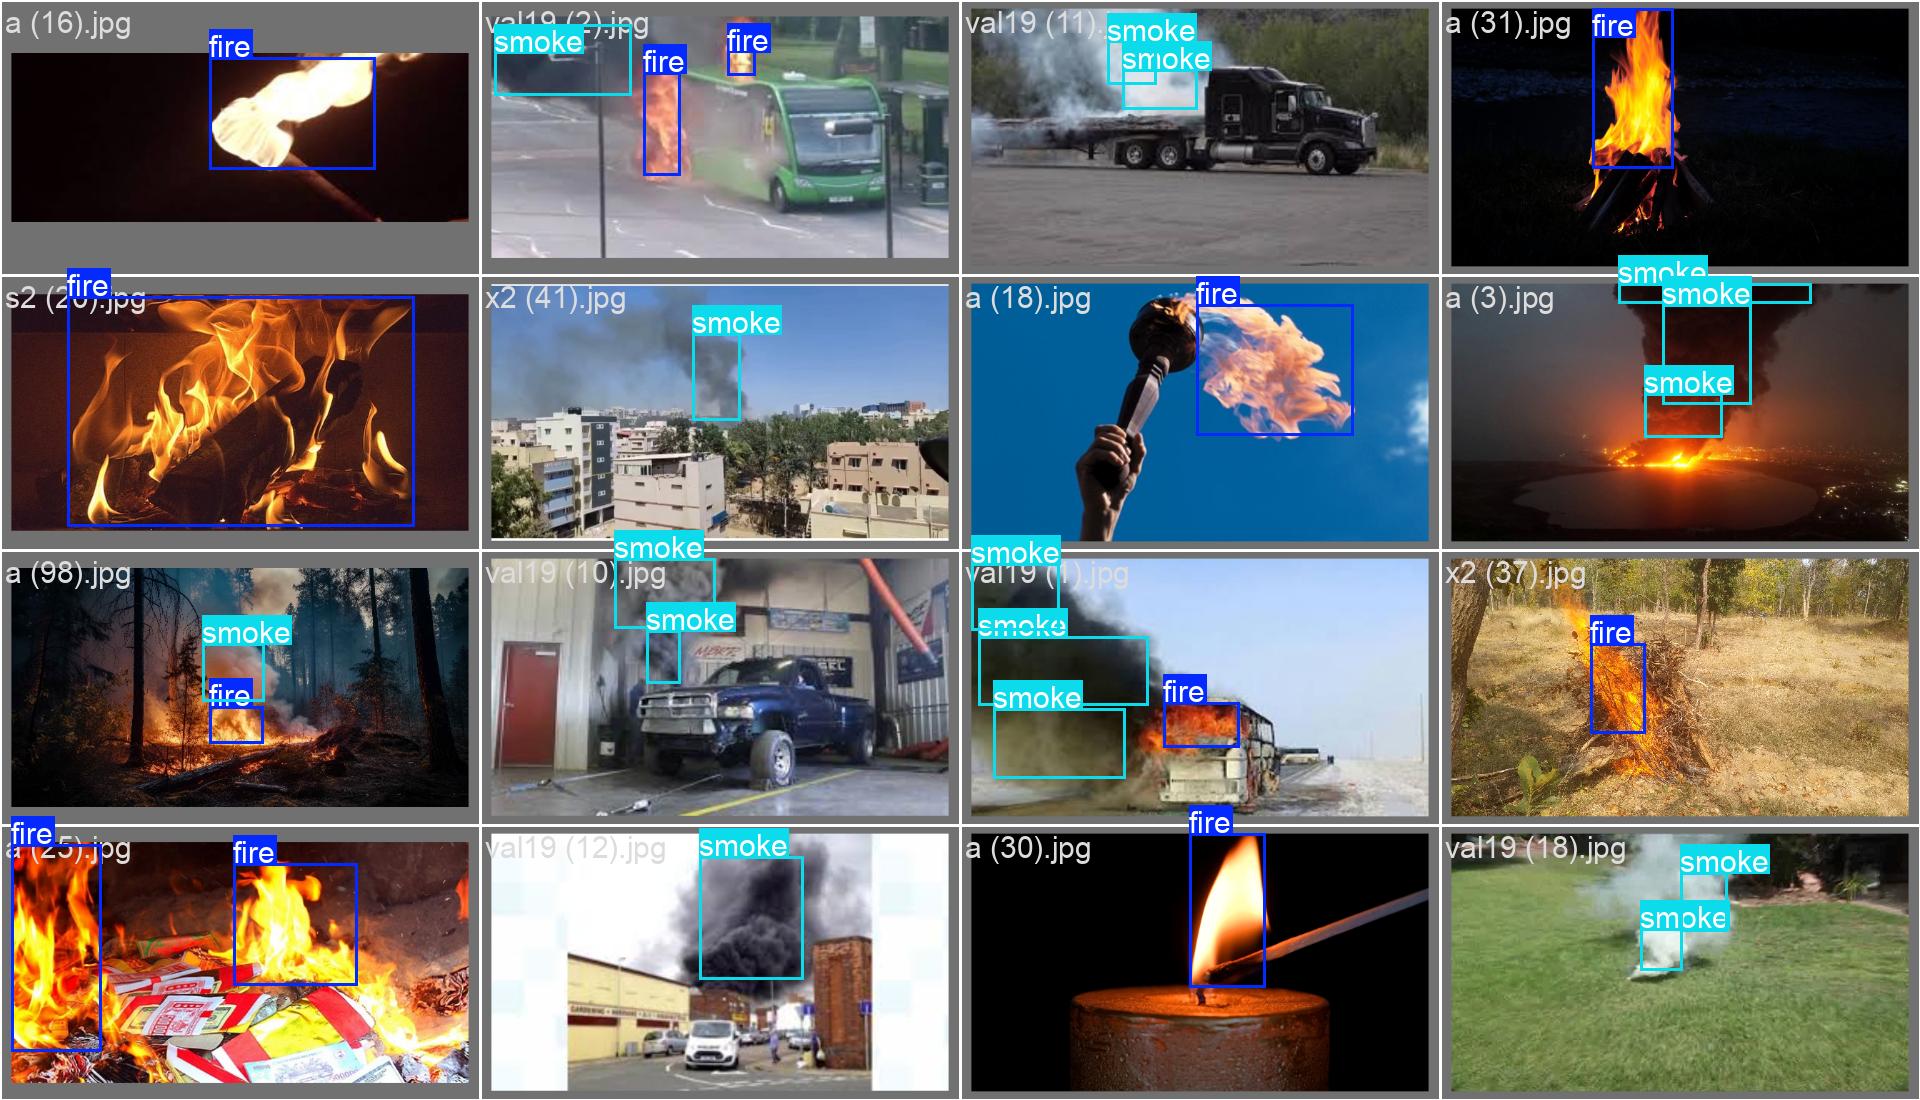 a (16).jpg
fire
val19 (2).jpg
smoke
fire
fire
val19 (11).
smoke
smoke
a (31).jpg
fire
s2 (26).jpg
fire
x2 (41).jpg
smoke
a (18).jpg
fire
a (3).jpg
smoke
smoke
smoke
a (98).jpg
smoke
fire
val19 (10).jpg
smoke
smoke
val19 (1).jpg
smoke
smoke
smoke
fire
x2 (37).jpg
fire
a (25).jpg
fire
fire
val19 (12).jpg
smoke
a (30).jpg
fire
val19 (18).jpg
smoke
smoke